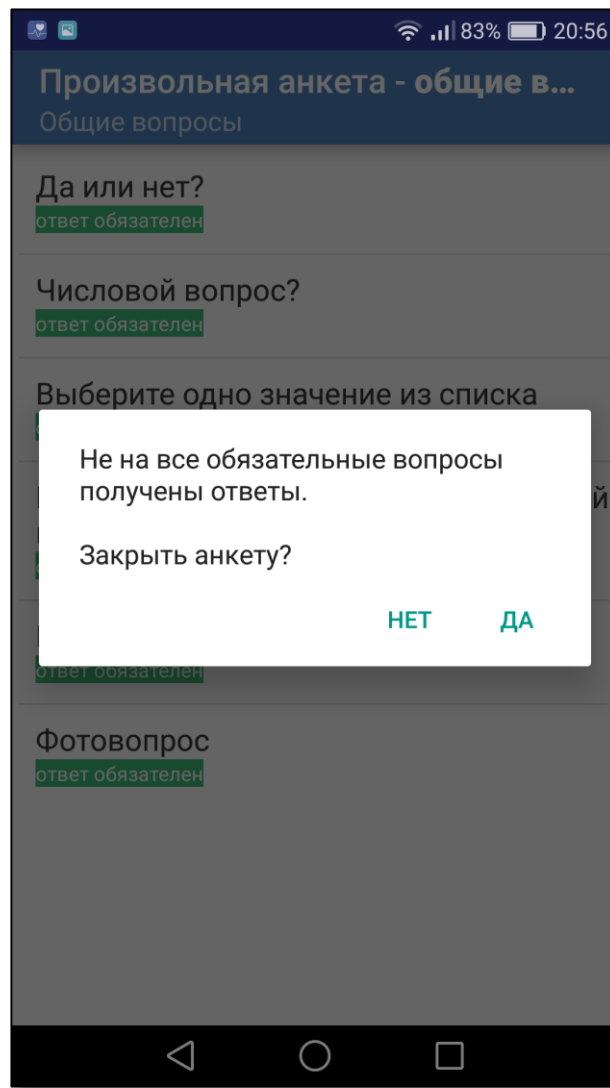 83% 20:56
Произвольная анкета - общие в...
Общие вопросы
Да или нет?
ответ обязателен
Числовой вопрос?
ответ обязателен
Выберите одно значение из списка
Не на все обязательные вопросы
получены ответы.
Закрыть анкету?
НЕТ ДА
ответ обязателен
Фотовопрос
ответ обязателен